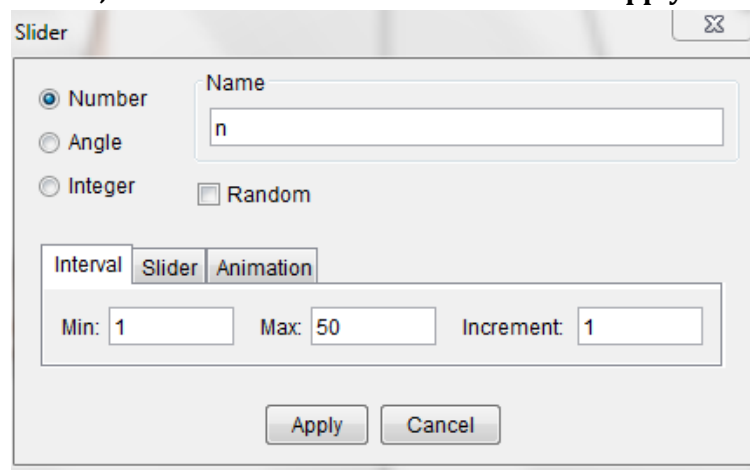 Slider
Name
Number
n
Angle
Integer
Random
Interval Slider Animation
Min: 1 Max: 50 Increment: 1
Apply Cancel